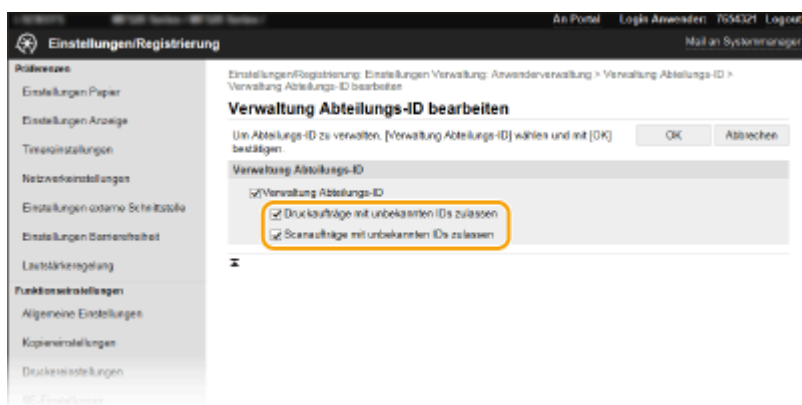 An Portal Login Anwender: 7654321 Logout
Einstellungen/Registrierung
Mail an Systemmanager
Präferenzen
Einstellungen Papier
Einstellungen Anzeige
Timereinstellungen
Netzwerkeinstellungen
Einstellungen externe Schnittstelle
Einstellungen Barrierefreiheit
Lautstärkeregelung
Funktionseinstellungen
Allgemeine Einstellungen
Kopiereinstellungen
Druckereinstellungen
Einstellungen/Registrierung: Einstellungen Verwaltung: Anwenderverwaltung > Verwaltung Abteilungs-ID >
Verwaltung Abteilungs-ID bearbeiten
Verwaltung Abteilungs-ID bearbeiten
Um Abteilungs-ID zu verwalten, [Verwaltung Abteilungs-ID] wählen und mit [OK]
bestätigen.
OK Abbrechen
Verwaltung Abteilungs-ID
Verwaltung Abteilungs-ID
Druckaufträge mit unbekannten IDs zulassen
Scanaufträge mit unbekannten IDs zulassen